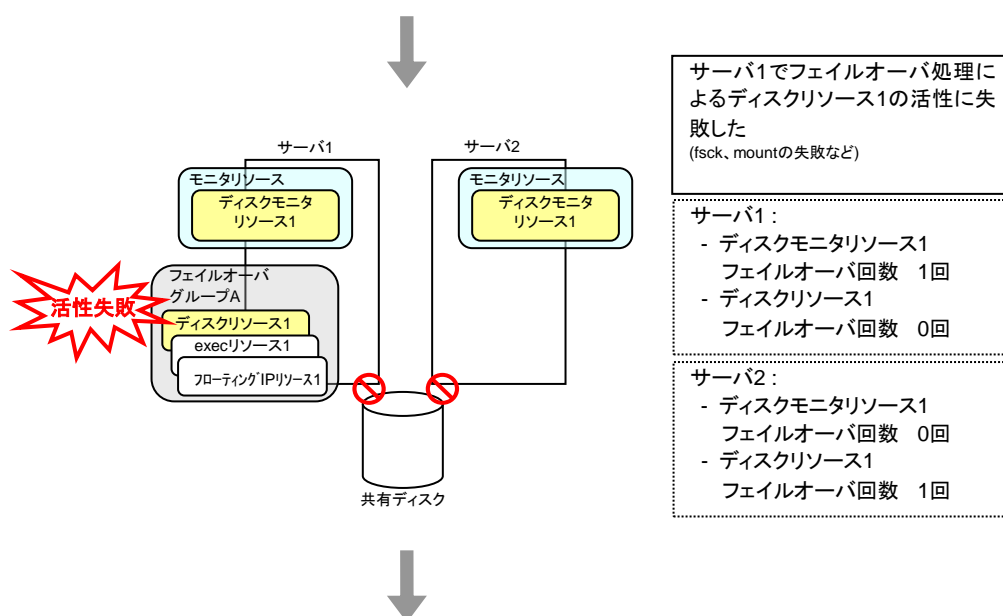 サーバ1でフェイルオーバ処理に
よるディスクリソース1の活性に失
敗した
(fsck、mountの失敗など)
サーバ1
サーバ2
モニタリソース
ディスクモニタ
リソース1
モニタリソース
ディスクモニタ
リソース1
フェイルオーバ
グループA
活性失敗
ディスクリソース1
execリソース1
フローティングIPリソース1
共有ディスク
サーバ1 :
- ディスクモニタリソース1
フェイルオーバ回数 1回
- ディスクリソース1
フェイルオーバ回数 0回
サーバ2 :
- ディスクモニタリソース1
フェイルオーバ回数 0回
- ディスクリソース1
フェイルオーバ回数 1回